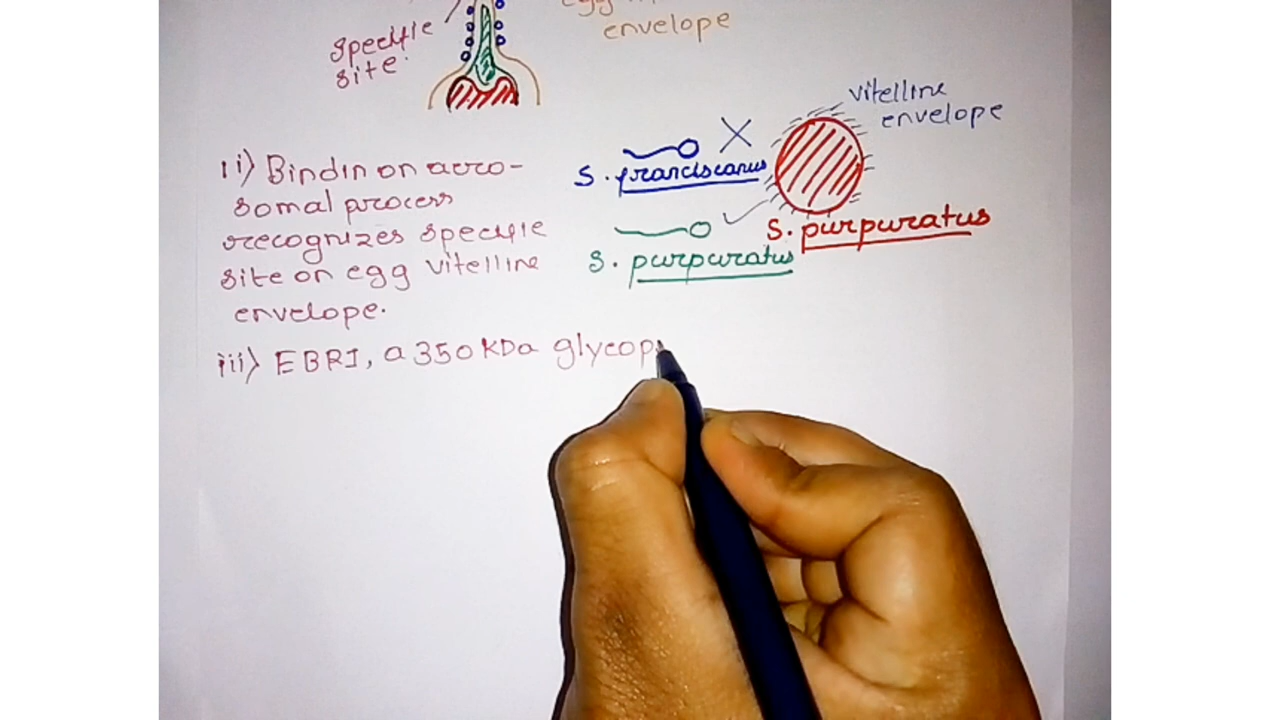 specific
site.
envelope
vitelline
envelope
S. franciscanus
S. purpuratus
S. purpuratus
ii) Bindin on acro-
somal process
recognizes specific
site on egg vitelline
envelope.
iii) EBR1, a 350 kDa glycop